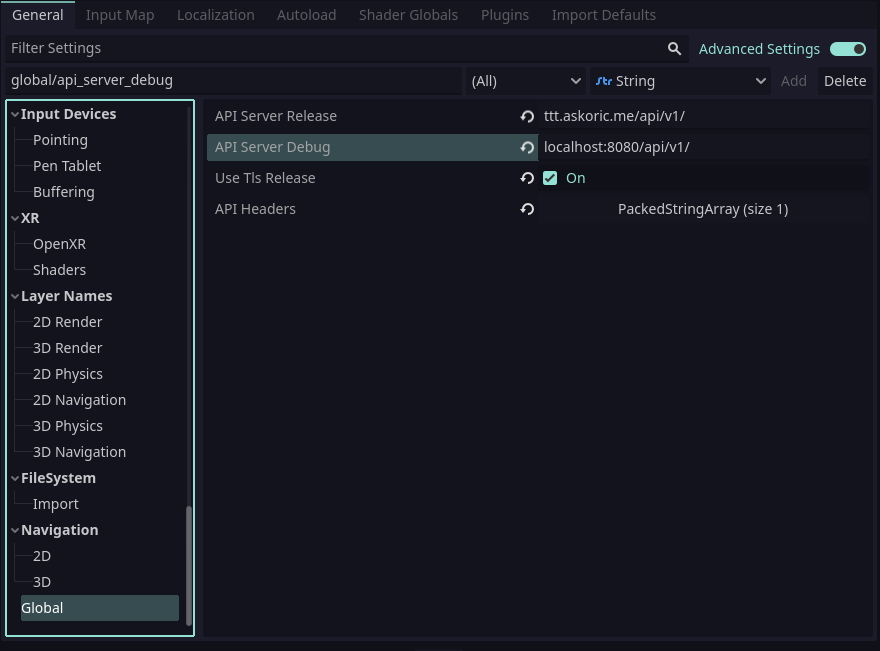 General Input Map Localization Autoload Shader Globals Plugins Import Defaults
Filter Settings Advanced Settings
global/api_server_debug (All) Str String Add Delete
Input Devices
Pointing
Pen Tablet
Buffering
XR
OpenXR
Shaders
Layer Names
2D Render
3D Render
2D Physics
2D Navigation
3D Physics
3D Navigation
FileSystem
Import
Navigation
2D
3D
Global
API Server Release ttt.askoric.me/api/v1/
API Server Debug localhost:8080/api/v1/
Use Tls Release On
API Headers PackedStringArray (size 1)